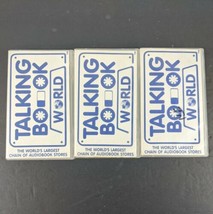 TALKING
BOOK
WORLD
THE WORLD'S LARGEST
CHAIN OF AUDIOBOOK STORES
TALKING
BOOK
WORLD
THE WORLD'S LARGEST
CHAIN OF AUDIOBOOK STORES
TALKING
BOOK
WORLD
THE WORLD'S LARGEST
CHAIN OF AUDIOBOOK STORES